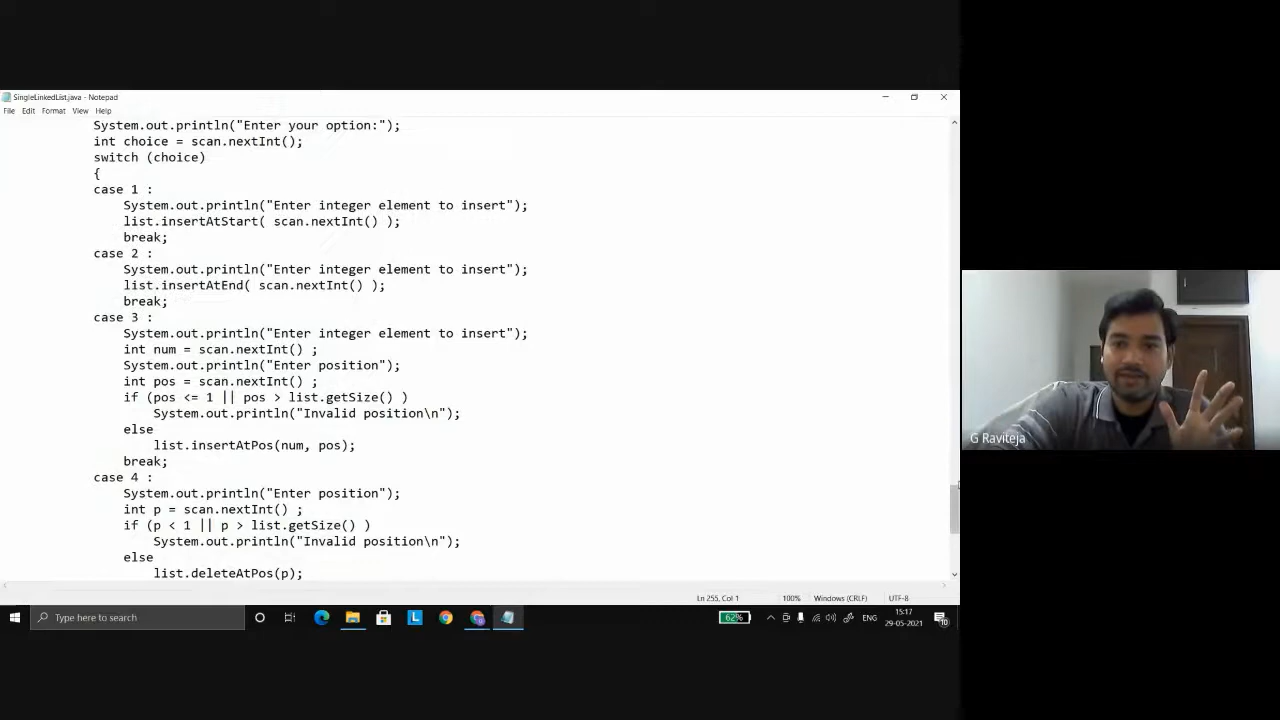 SingleLinkedList.java - Notepad
File Edit Format View Help
System.out.println("Enter your option:");
int choice = scan.nextInt();
switch (choice)
{
case 1 :
System.out.println("Enter integer element to insert");
list.insertAtStart( scan.nextInt() );
break;
case 2 :
System.out.println("Enter integer element to insert");
list.insertAtEnd( scan.nextInt() );
break;
case 3 :
System.out.println("Enter integer element to insert");
int num = scan.nextInt() ;
System.out.println("Enter position");
int pos = scan.nextInt() ;
if (pos <= 1 || pos > list.getSize() )
System.out.println("Invalid position\n");
else
list.insertAtPos(num, pos);
break;
case 4 :
System.out.println("Enter position");
int p = scan.nextInt() ;
if (p < 1 || p > list.getSize() )
System.out.println("Invalid position\n");
else
list.deleteAtPos(p);
G Raviteja
Ln 255, Col 1 100% Windows (CRLF) UTF-8
Type here to search
L
62%
ENG
15:17
29-05-2021
10